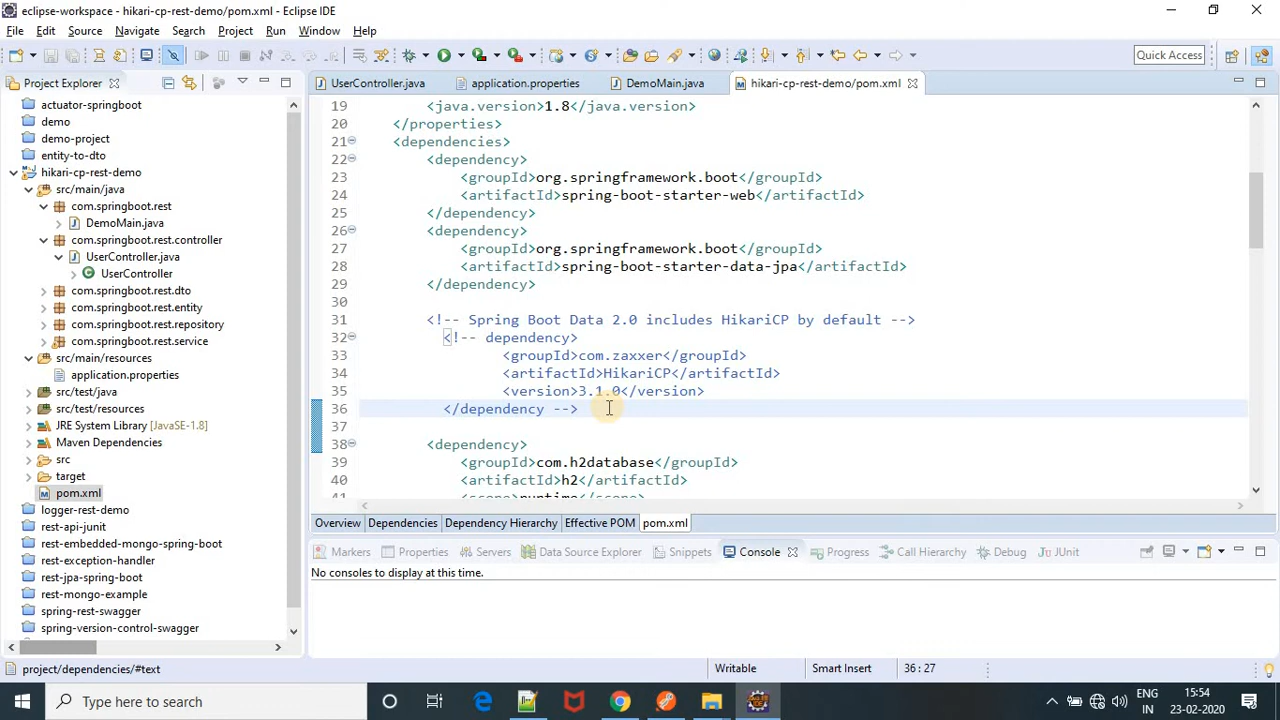 eclipse-workspace - hikari-cp-rest-demo/pom.xml - Eclipse IDE
File Edit Source Navigate Search Project Run Window Help
Quick Access
Project Explorer
UserController.java application.properties DemoMain.java hikari-cp-rest-demo/pom.xml
actuator-springboot
demo
demo-project
entity-to-dto
hikari-cp-rest-demo
src/main/java
com.springboot.rest
DemoMain.java
com.springboot.rest.controller
UserController.java
UserController
com.springboot.rest.dto
com.springboot.rest.entity
com.springboot.rest.repository
com.springboot.rest.service
src/main/resources
application.properties
src/test/java
src/test/resources
JRE System Library [JavaSE-1.8]
Maven Dependencies
src
target
pom.xml
logger-rest-demo
rest-api-junit
rest-embedded-mongo-spring-boot
rest-exception-handler
rest-jpa-spring-boot
rest-mongo-example
spring-rest-swagger
spring-version-control-swagger
19 <java.version>1.8</java.version>
20 </properties>
21 <dependencies>
22 <dependency>
23 <groupId>org.springframework.boot</groupId>
24 <artifactId>spring-boot-starter-web</artifactId>
25 </dependency>
26 <dependency>
27 <groupId>org.springframework.boot</groupId>
28 <artifactId>spring-boot-starter-data-jpa</artifactId>
29 </dependency>
30
31 <!-- Spring Boot Data 2.0 includes HikariCP by default -->
32 <!-- dependency>
33 <groupId>com.zaxxer</groupId>
34 <artifactId>HikariCP</artifactId>
35 <version>3.1.0</version>
36 </dependency -->
37
38 <dependency>
39 <groupId>com.h2database</groupId>
40 <artifactId>h2</artifactId>
41 <scope>runtime</scope>
Overview Dependencies Dependency Hierarchy Effective POM pom.xml
Markers Properties Servers Data Source Explorer Snippets Console Progress Call Hierarchy Debug JUnit
No consoles to display at this time.
project/dependencies/#text
Writable
Smart Insert
36 : 27
Type here to search
ENG
IN
15:54
23-02-2020